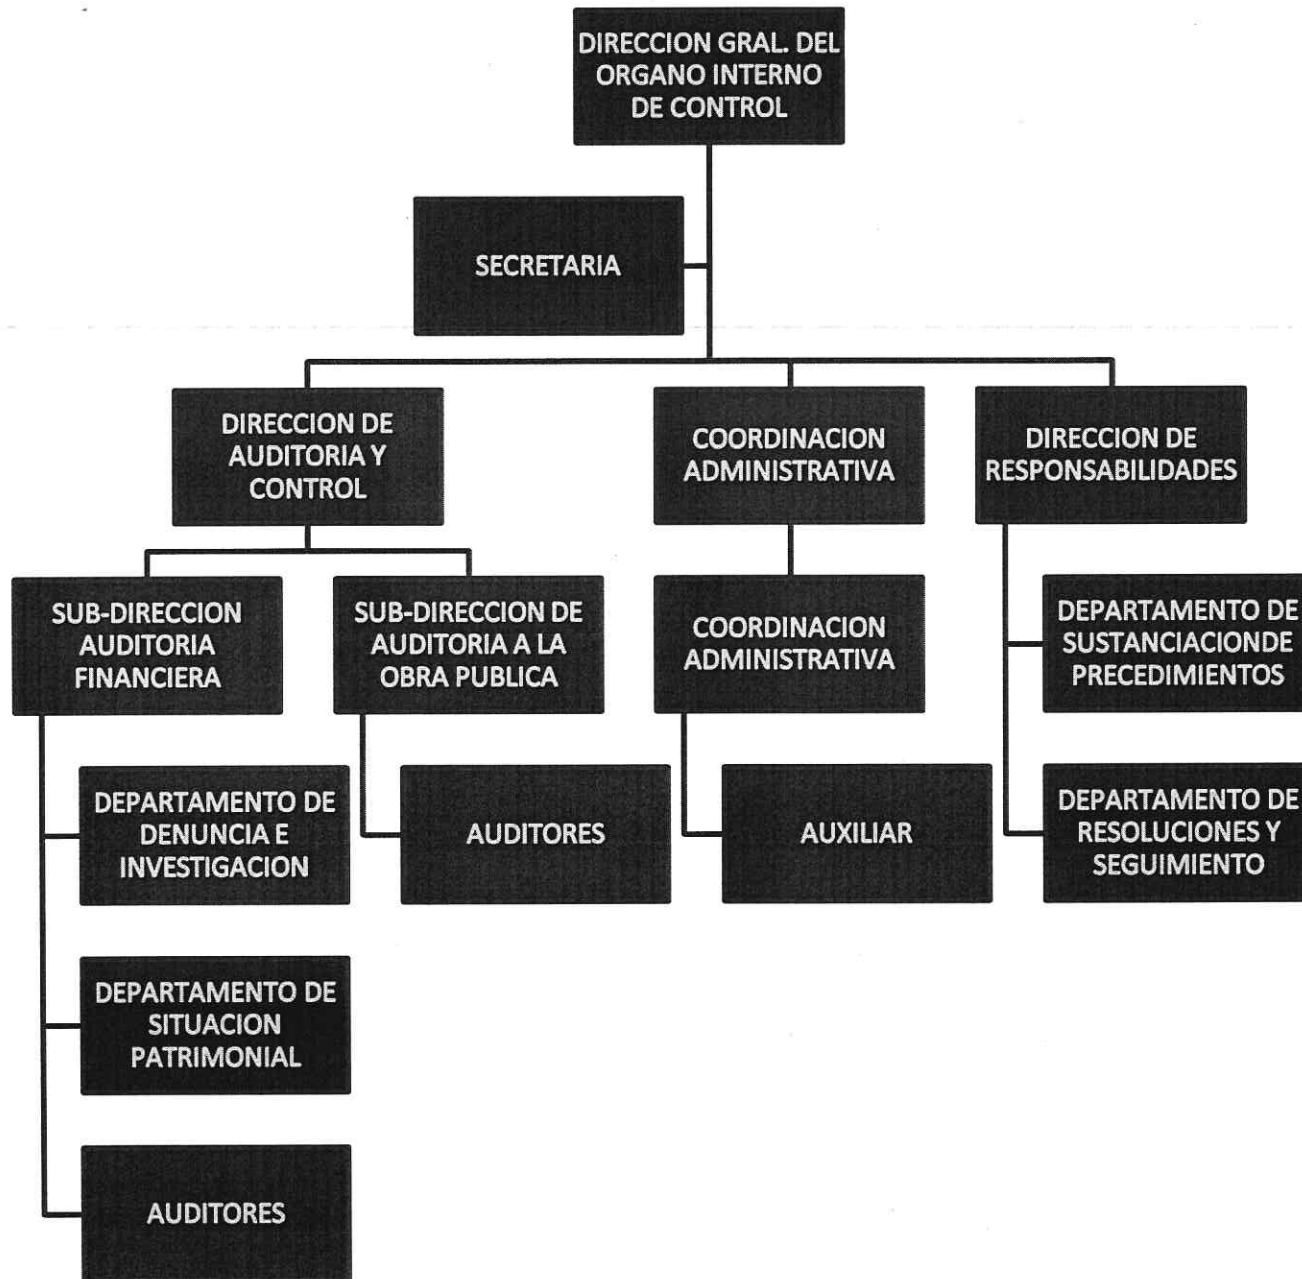 DIRECCION GRAL. DEL
ORGANO INTERNO
DE CONTROL
SECRETARIA
DIRECCION DE
AUDITORIA Y
CONTROL
COORDINACION
ADMINISTRATIVA
DIRECCION DE
RESPONSABILIDADES
SUB-DIRECCION
AUDITORIA
FINANCIERA
SUB-DIRECCION DE
AUDITORIA A LA
OBRA PUBLICA
COORDINACION
ADMINISTRATIVA
DEPARTAMENTO DE
SUSTANCIACIONDE
PRECEDIMIENTOS
DEPARTAMENTO DE
DENUNCIA E
INVESTIGACION
AUDITORES
AUXILIAR
DEPARTAMENTO DE
RESOLUCIONES Y
SEGUIMIENTO
DEPARTAMENTO DE
SITUACION
PATRIMONIAL
AUDITORES